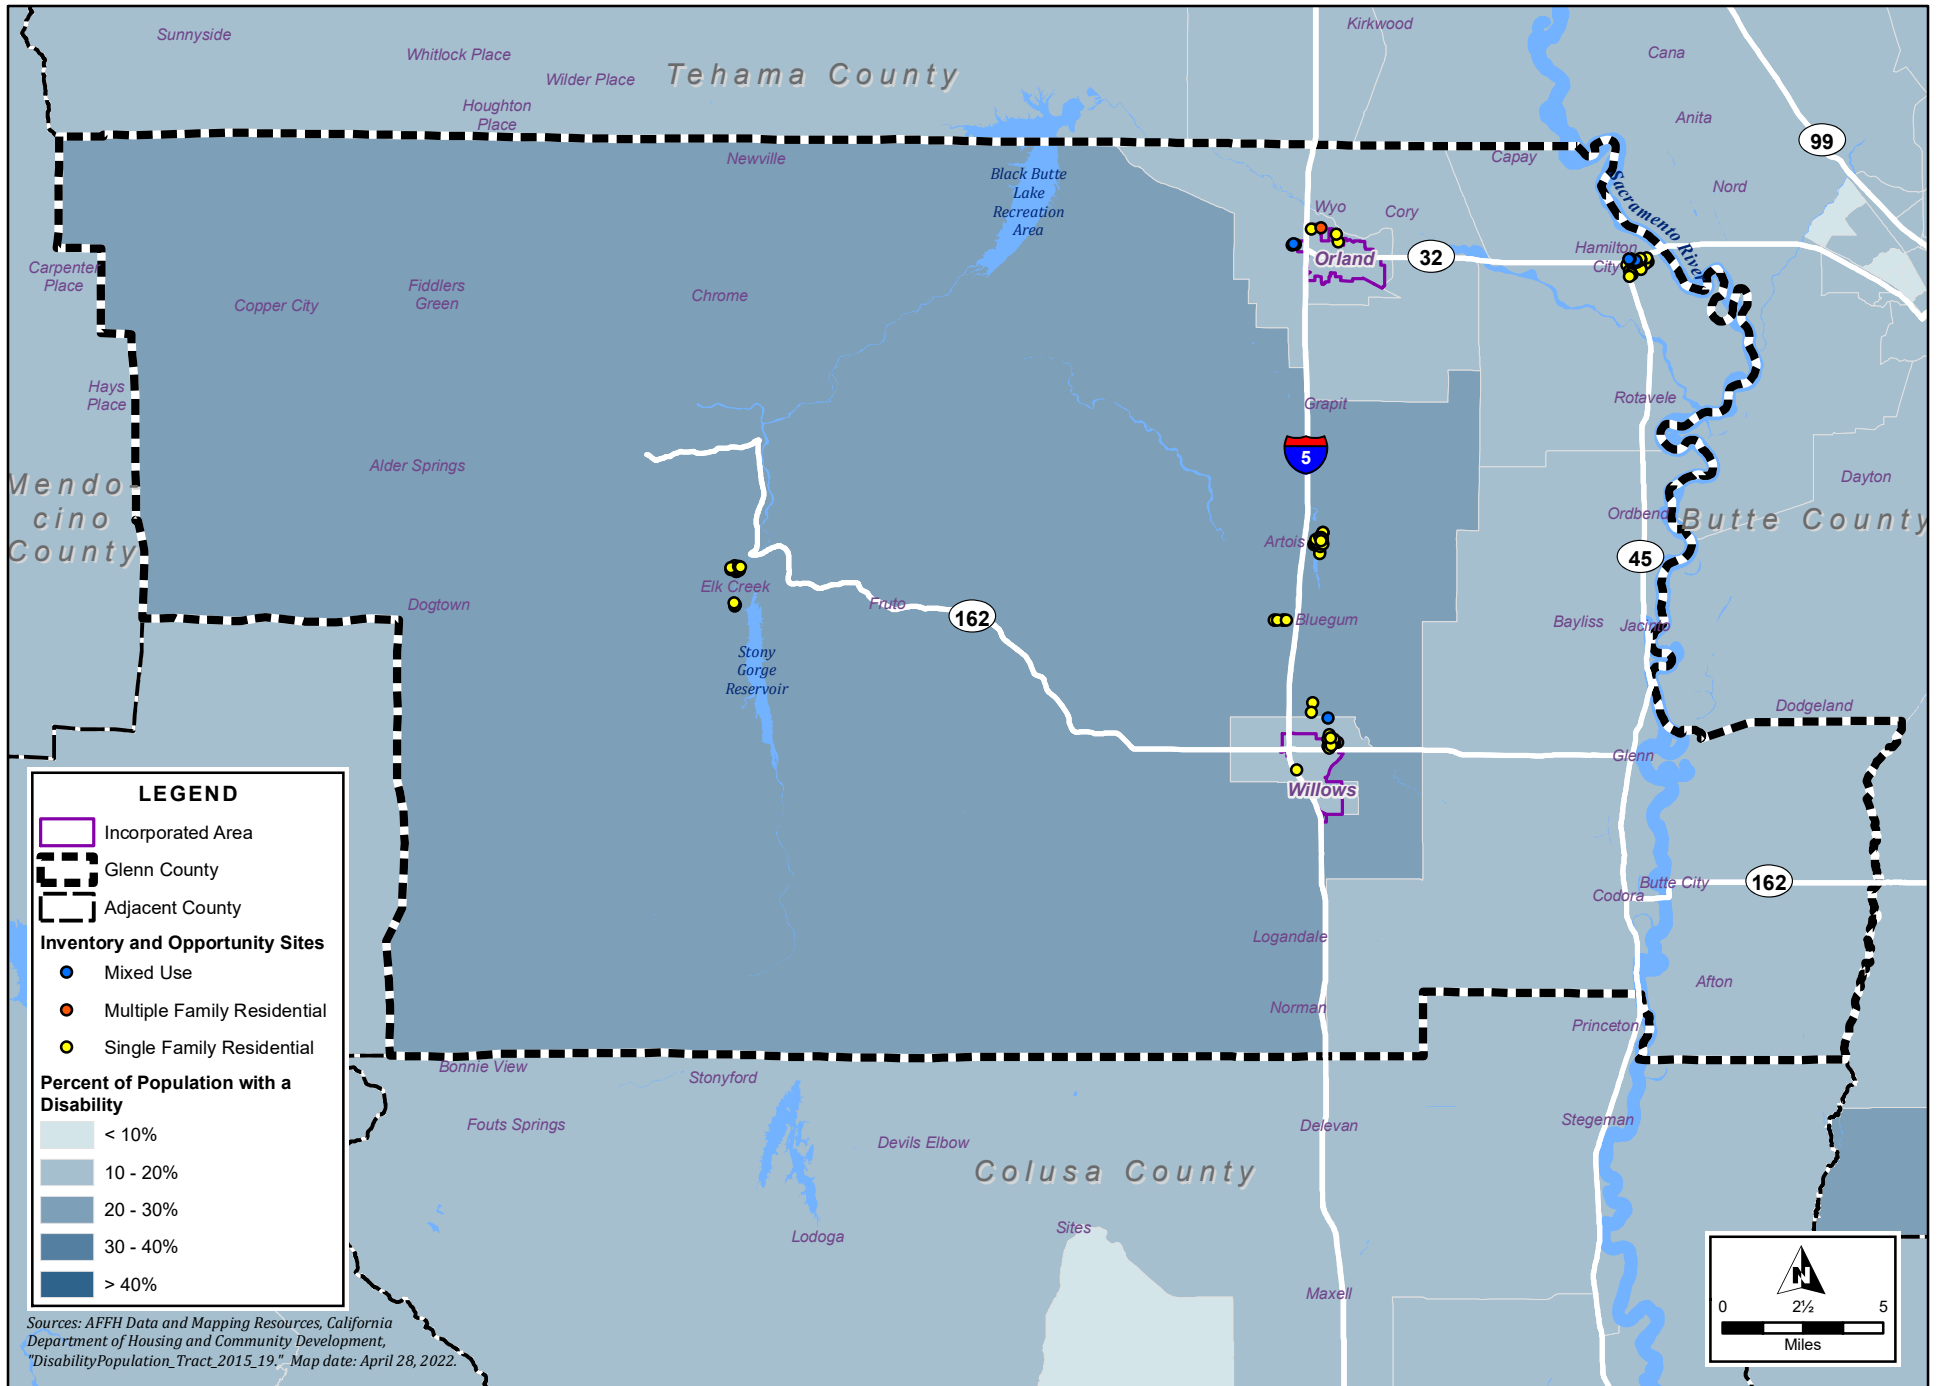 Sunnyside
Whitlock Place
Wilder Place
Houghton
Place
Tehama County
Kirkwood
Cana
Anita
99
Newville
Capay
Nord
Black Butte
Lake
Recreation
Area
Sacramento River
Wyo
Cory
Hamilton
City
Orland
32
Carpenter
Place
Copper City
Fiddlers
Green
Chrome
Hays
Place
Grapit
Rotavele
5
Alder Springs
Mendo-
cino
County
Dayton
Ordbend
Butte County
Artois
45
Elk Creek
Dogtown
Fruto
162
Bluegum
Bayliss
Jacinto
Stony
Gorge
Reservoir
Dodgeland
Glenn
Willows
Butte City
162
Codora
Logandale
Afton
Norman
Princeton
Bonnie View
Stonyford
Fouts Springs
Devils Elbow
Delevan
Stegeman
Colusa County
Lodoga
Sites
Maxell
LEGEND
Incorporated Area
Glenn County
Adjacent County
Inventory and Opportunity Sites
Mixed Use
Multiple Family Residential
Single Family Residential
Percent of Population with a
Disability
< 10%
10 - 20%
20 - 30%
30 - 40%
> 40%
Sources: AFFH Data and Mapping Resources, California
Department of Housing and Community Development,
"DisabilityPopulation_Tract_2015_19." Map date: April 28, 2022.
N
0 2½ 5
Miles